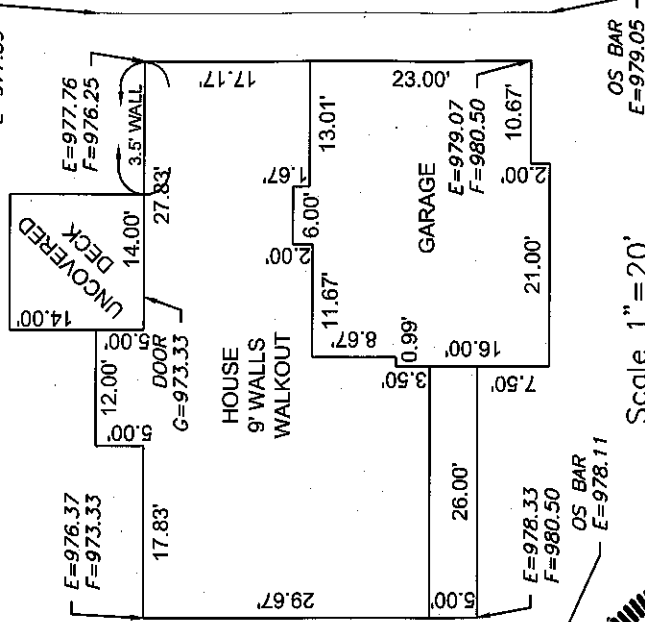 OS BAR
E=979.05
E=977.76
F=976.25
3.5' WALL
17.17'
23.00'
UNCOVERED
DECK
14.00'
14.00'
27.83'
13.01'
1.67'
6.00'
2.00'
E=979.07
F=980.50
10.67'
2.00'
GARAGE
5.00'
12.00'
5.00'
DOOR
G=973.33
11.67'
8.67'
0.99'
21.00'
16.00'
HOUSE
9' WALLS
WALKOUT
3.50'
7.50'
E=976.37
F=973.33
17.83'
29.67'
26.00'
5.00'
E=978.33
F=980.50
OS BAR
E=978.11
Scale 1"=20'